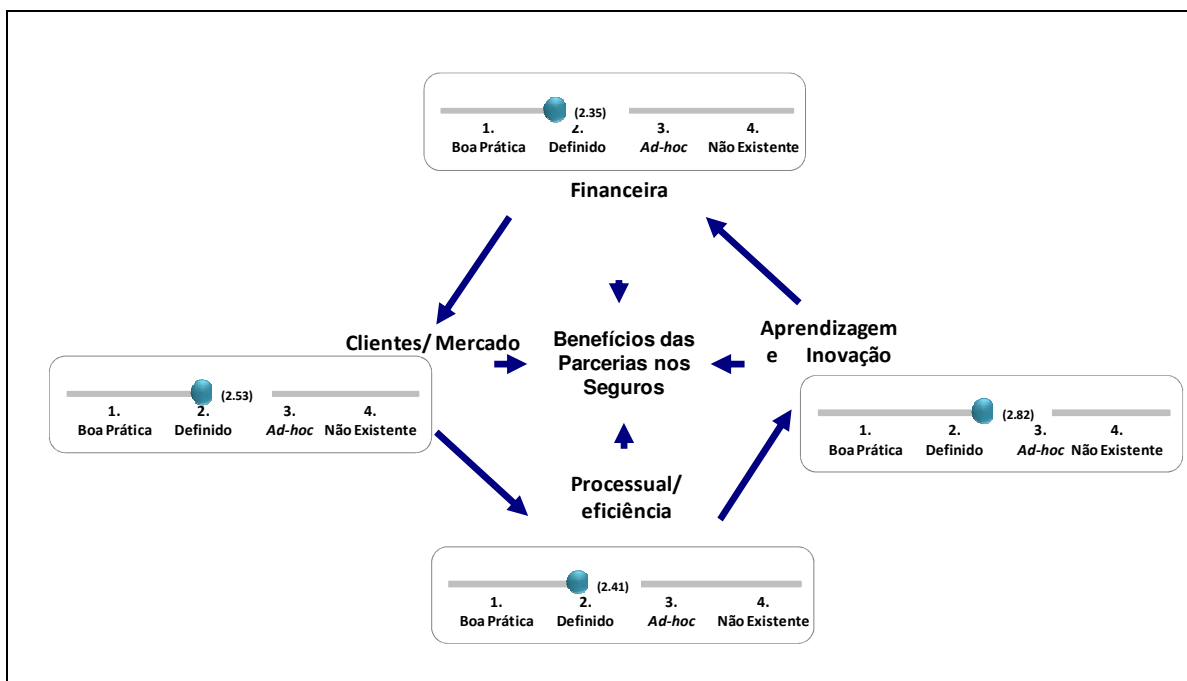 (2.35)
1. 2. 3. 4.
Boa Prática Definido Ad-hoc Não Existente
Financeira
Clientes/ Mercado
(2.53)
1. 2. 3. 4.
Boa Prática Definido Ad-hoc Não Existente
Benefícios das
Parcerias nos
Seguros
Aprendizagem
e Inovação
(2.82)
1. 2. 3. 4.
Boa Prática Definido Ad-hoc Não Existente
Processual/
eficiência
(2.41)
1. 2. 3. 4.
Boa Prática Definido Ad-hoc Não Existente